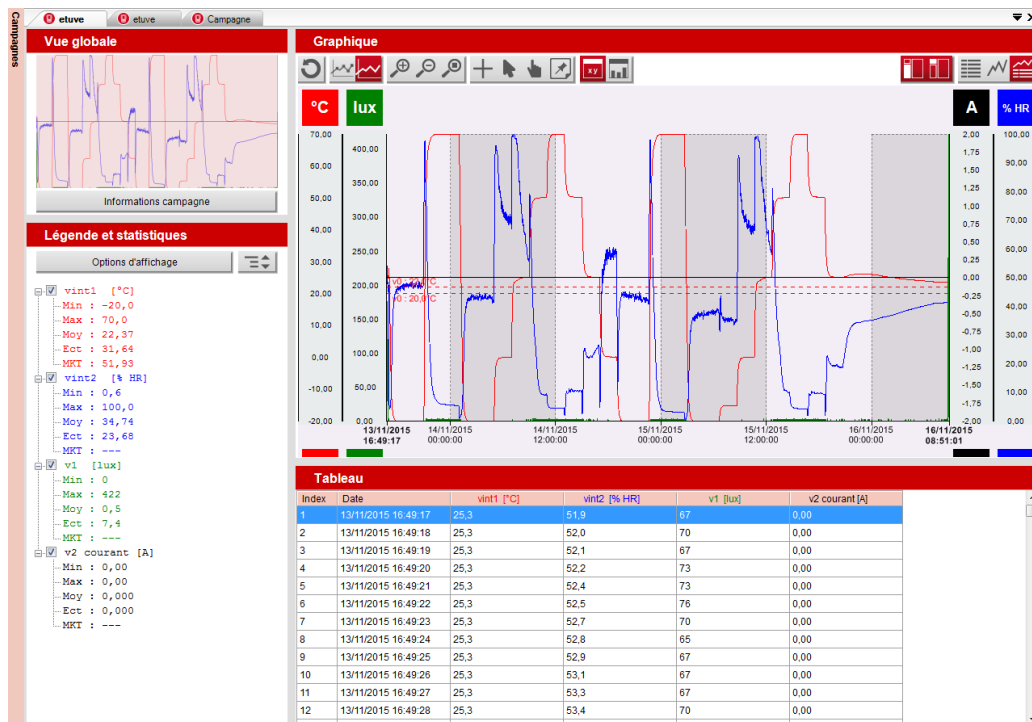 Campagnes
etuve etuve Campagne
Vue globale
Informations campagne
Légende et statistiques
Options d'affichage
vint1 [°C]
Min : -20,0
Max : 70,0
Moy : 22,37
Ect : 31,64
MKT : 51,93
vint2 [% HR]
Min : 0,6
Max : 100,0
Moy : 34,74
Ect : 23,68
MKT : ---
v1 [lux]
Min : 0
Max : 422
Moy : 0,5
Ect : 7,4
MKT : ---
v2 courant [A]
Min : 0,00
Max : 0,00
Moy : 0,000
Ect : 0,000
MKT : ---
Graphique
xy
°C lux A % HR
70,00
60,00
50,00
40,00
30,00
20,00
10,00
0,00
-10,00
-20,00
400,00
350,00
300,00
250,00
200,00
150,00
100,00
50,00
0,00
v0 : 20,0°C
2,00
1,75
1,50
1,25
1,00
0,75
0,50
0,25
0,00
-0,25
-0,50
-0,75
-1,00
-1,25
-1,50
-1,75
-2,00
100,00
90,00
80,00
70,00
60,00
50,00
40,00
30,00
20,00
10,00
0,00
13/11/2015 14/11/2015 14/11/2015 15/11/2015 15/11/2015 16/11/2015 16/11/2015
16:49:17 00:00:00 12:00:00 00:00:00 12:00:00 00:00:00 08:51:01
Tableau
Index Date vint1 [°C] vint2 [% HR] v1 [lux] v2 courant [A]
1 13/11/2015 16:49:17 25,3 51,9 67 0,00
2 13/11/2015 16:49:18 25,3 52,0 70 0,00
3 13/11/2015 16:49:19 25,3 52,1 67 0,00
4 13/11/2015 16:49:20 25,3 52,2 73 0,00
5 13/11/2015 16:49:21 25,3 52,4 73 0,00
6 13/11/2015 16:49:22 25,3 52,5 76 0,00
7 13/11/2015 16:49:23 25,3 52,7 70 0,00
8 13/11/2015 16:49:24 25,3 52,8 65 0,00
9 13/11/2015 16:49:25 25,3 52,9 67 0,00
10 13/11/2015 16:49:26 25,3 53,1 67 0,00
11 13/11/2015 16:49:27 25,3 53,3 67 0,00
12 13/11/2015 16:49:28 25,3 53,4 70 0,00